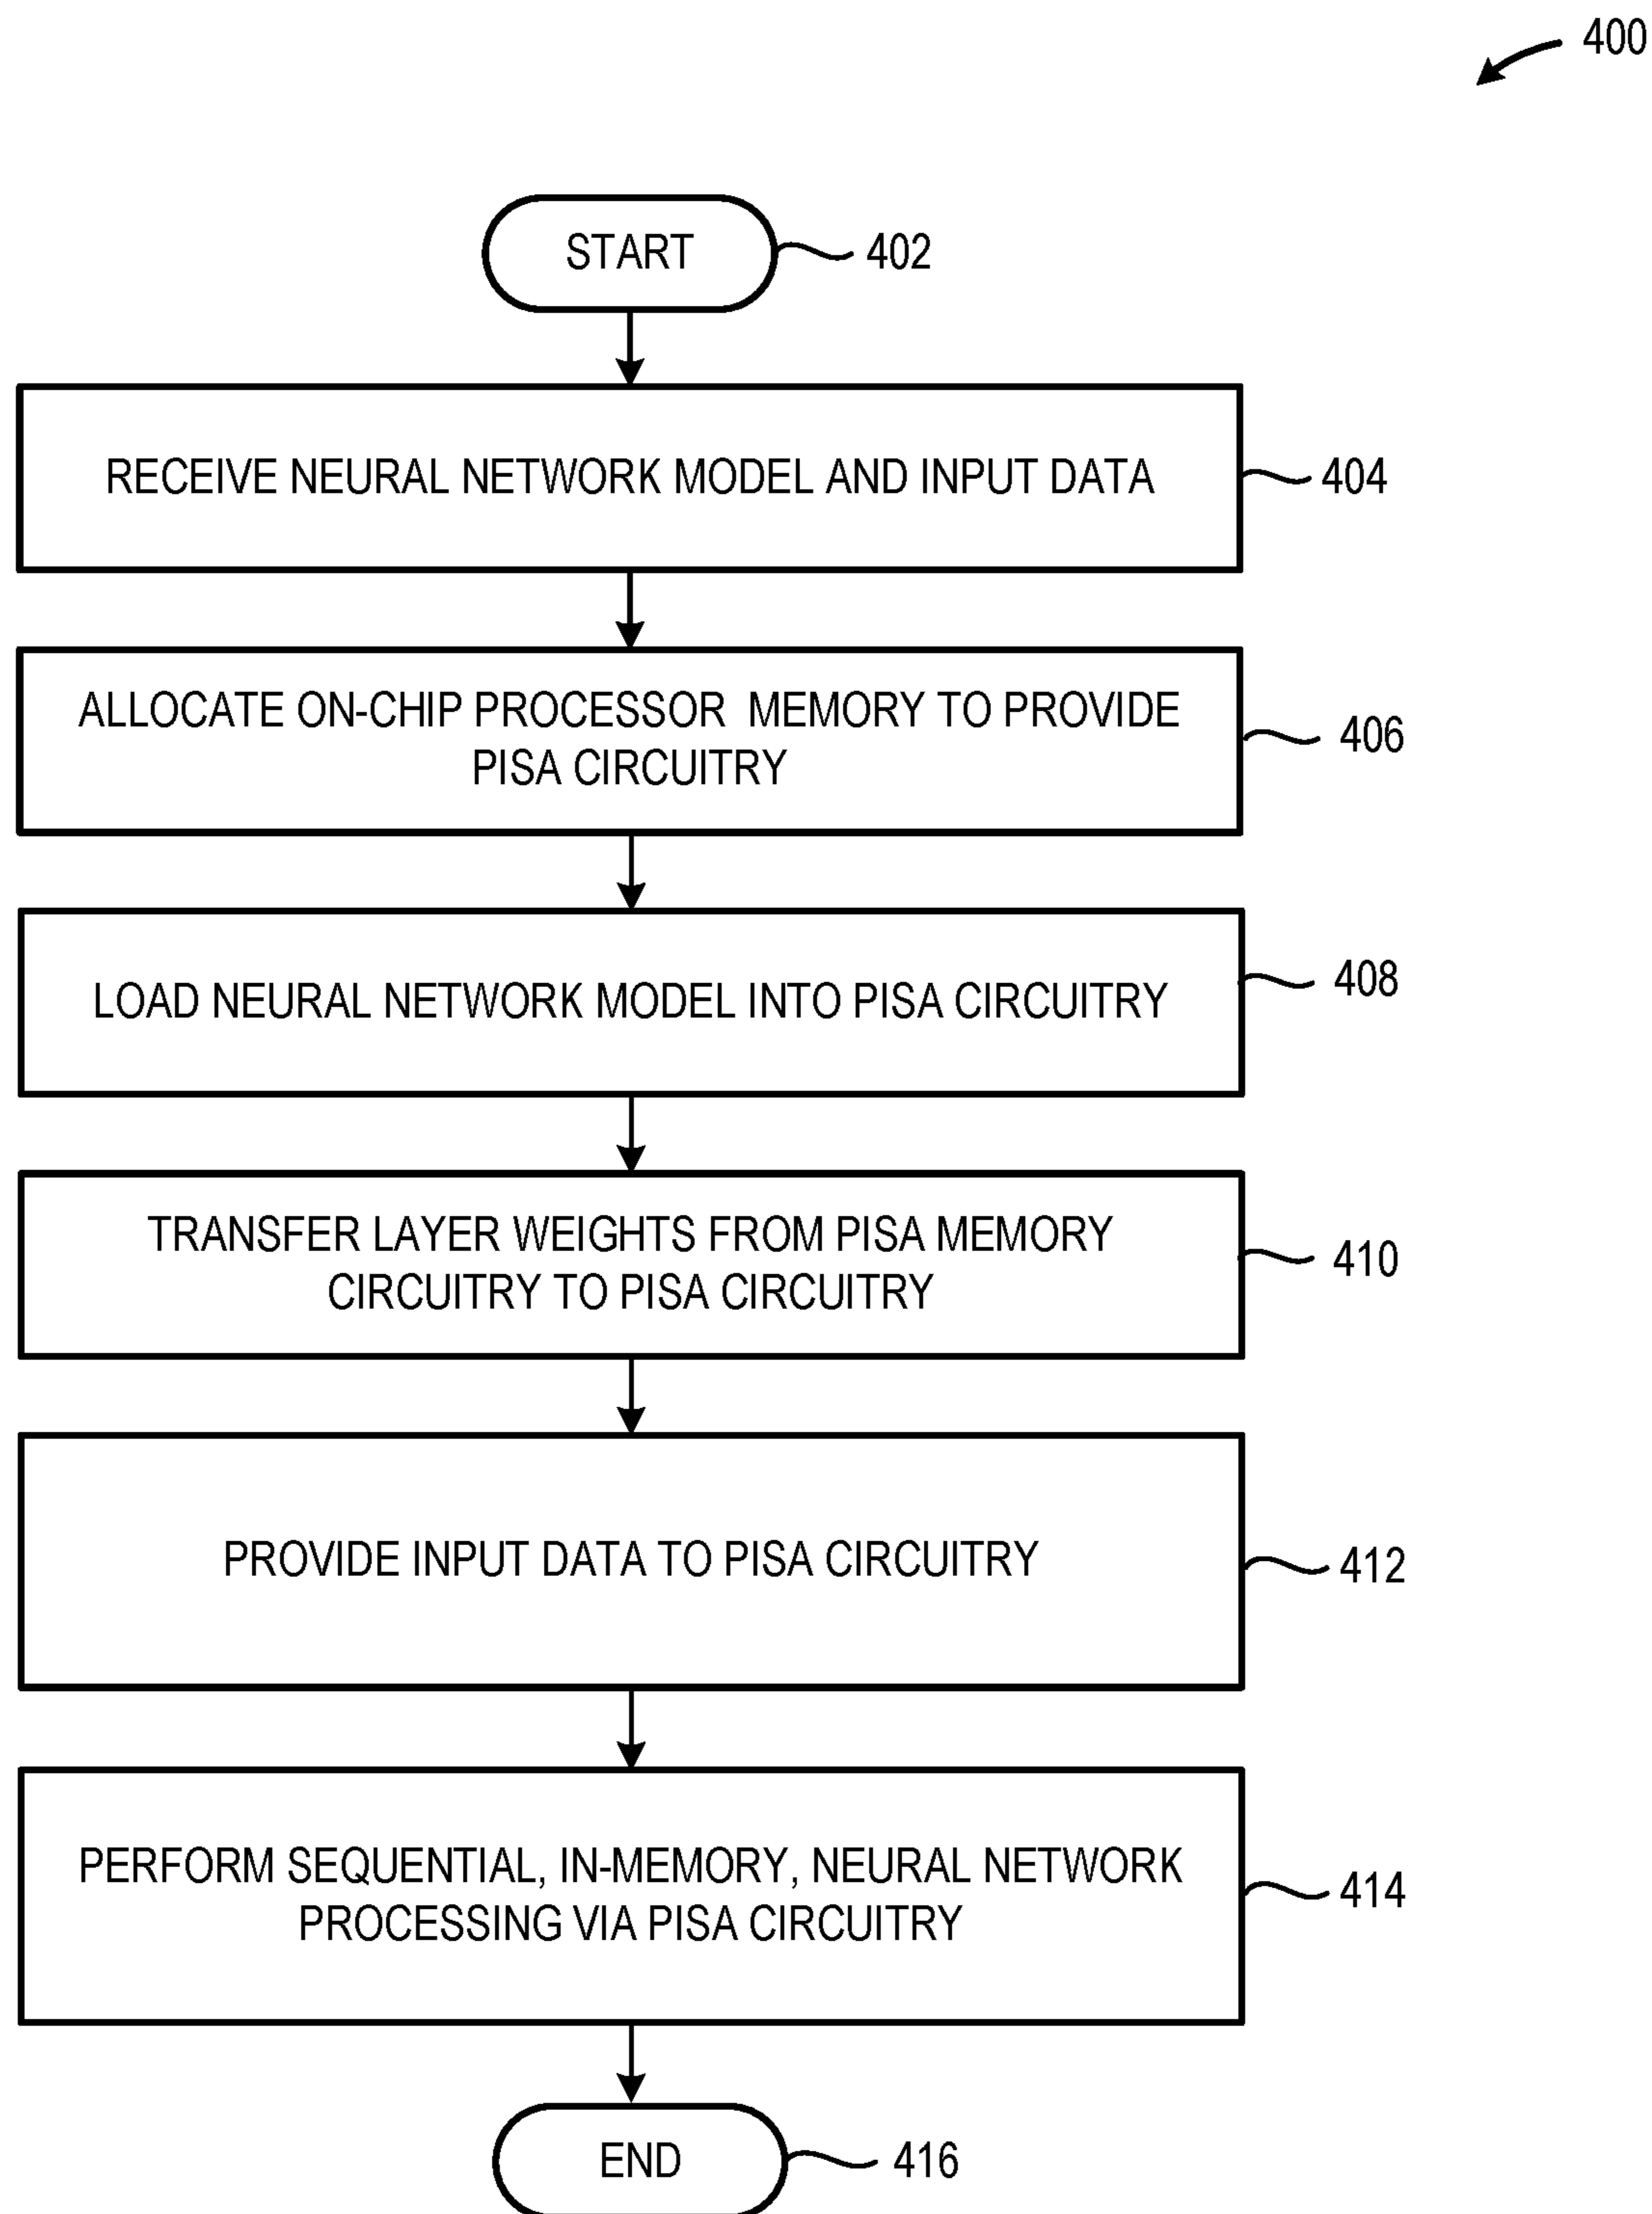 400
START
402
RECEIVE NEURAL NETWORK MODEL AND INPUT DATA
404
ALLOCATE ON-CHIP PROCESSOR MEMORY TO PROVIDE
PISA CIRCUITRY
406
LOAD NEURAL NETWORK MODEL INTO PISA CIRCUITRY
408
TRANSFER LAYER WEIGHTS FROM PISA MEMORY
CIRCUITRY TO PISA CIRCUITRY
410
PROVIDE INPUT DATA TO PISA CIRCUITRY
412
PERFORM SEQUENTIAL, IN-MEMORY, NEURAL NETWORK
PROCESSING VIA PISA CIRCUITRY
414
END
416